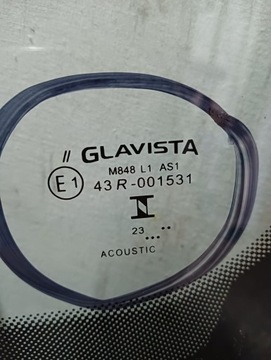 // GLAVISTA
M848 L1 AS1
E1 43R-001531
23....
ACOUSTIC